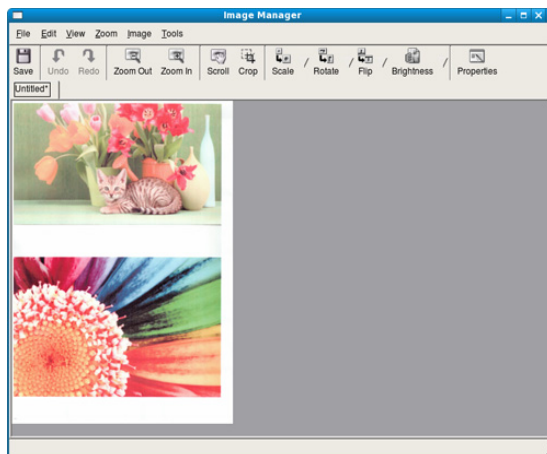 Image Manager
File Edit View Zoom Image Tools
Save Undo Redo Zoom Out Zoom In Scroll Crop Scale / Rotate / Flip / Brightness / Properties
Untitled*